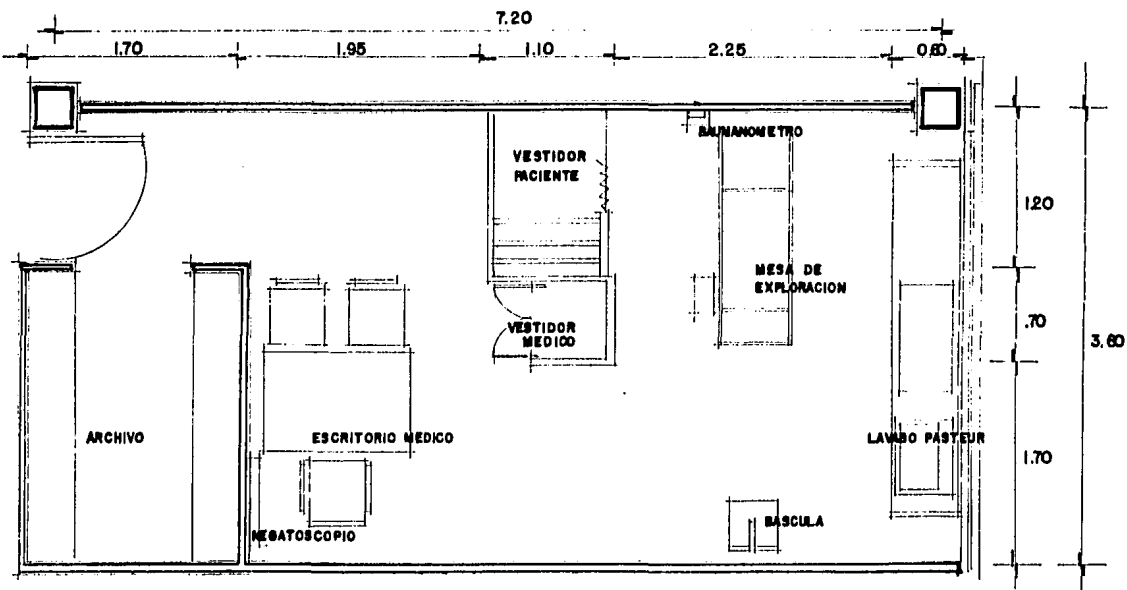 7.20
1.70 1.95 1.10 2.25 0.60
BAUMANOMETRO
VESTIDOR
PACIENTE
1.20
MESA DE
EXPLORACION
VESTIDOR
MEDICO
.70
3.60
ARCHIVO
ESCRITORIO MEDICO
LAVABO PASTEUR
1.70
BASCULA
NEGATOSCOPIO